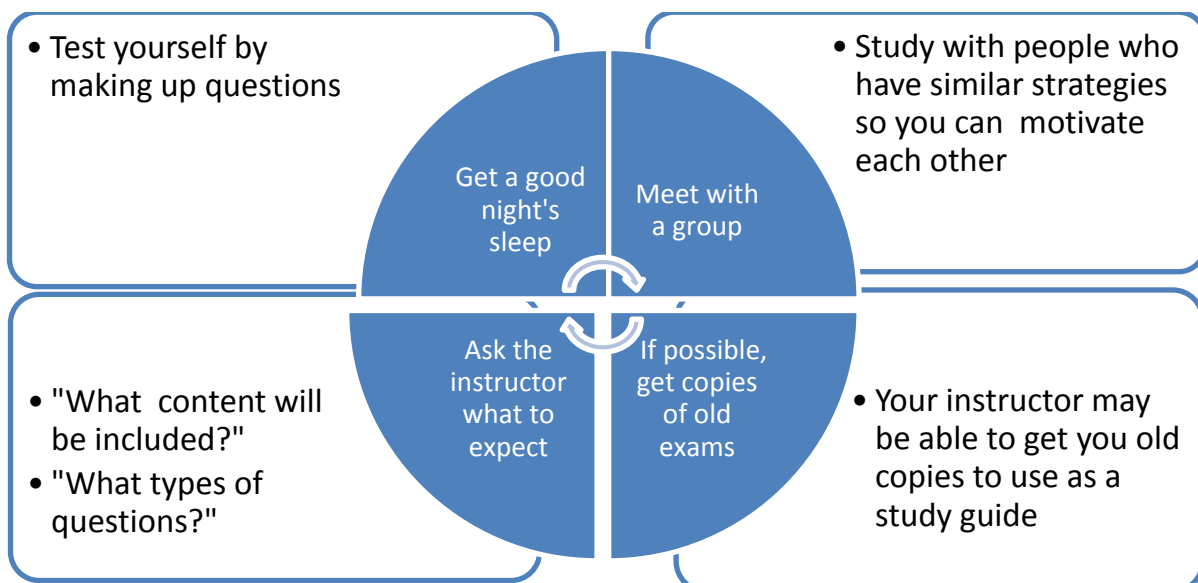 • Test yourself by
making up questions
Get a good
night's
sleep
Meet with
a group
• Study with people who
have similar strategies
so you can  motivate
each other
• "What  content will
be included?"
• "What types of
questions?"
Ask the
instructor
what to
expect
If possible,
get copies
of old
exams
• Your instructor may
be able to get you old
copies to use as a
study guide